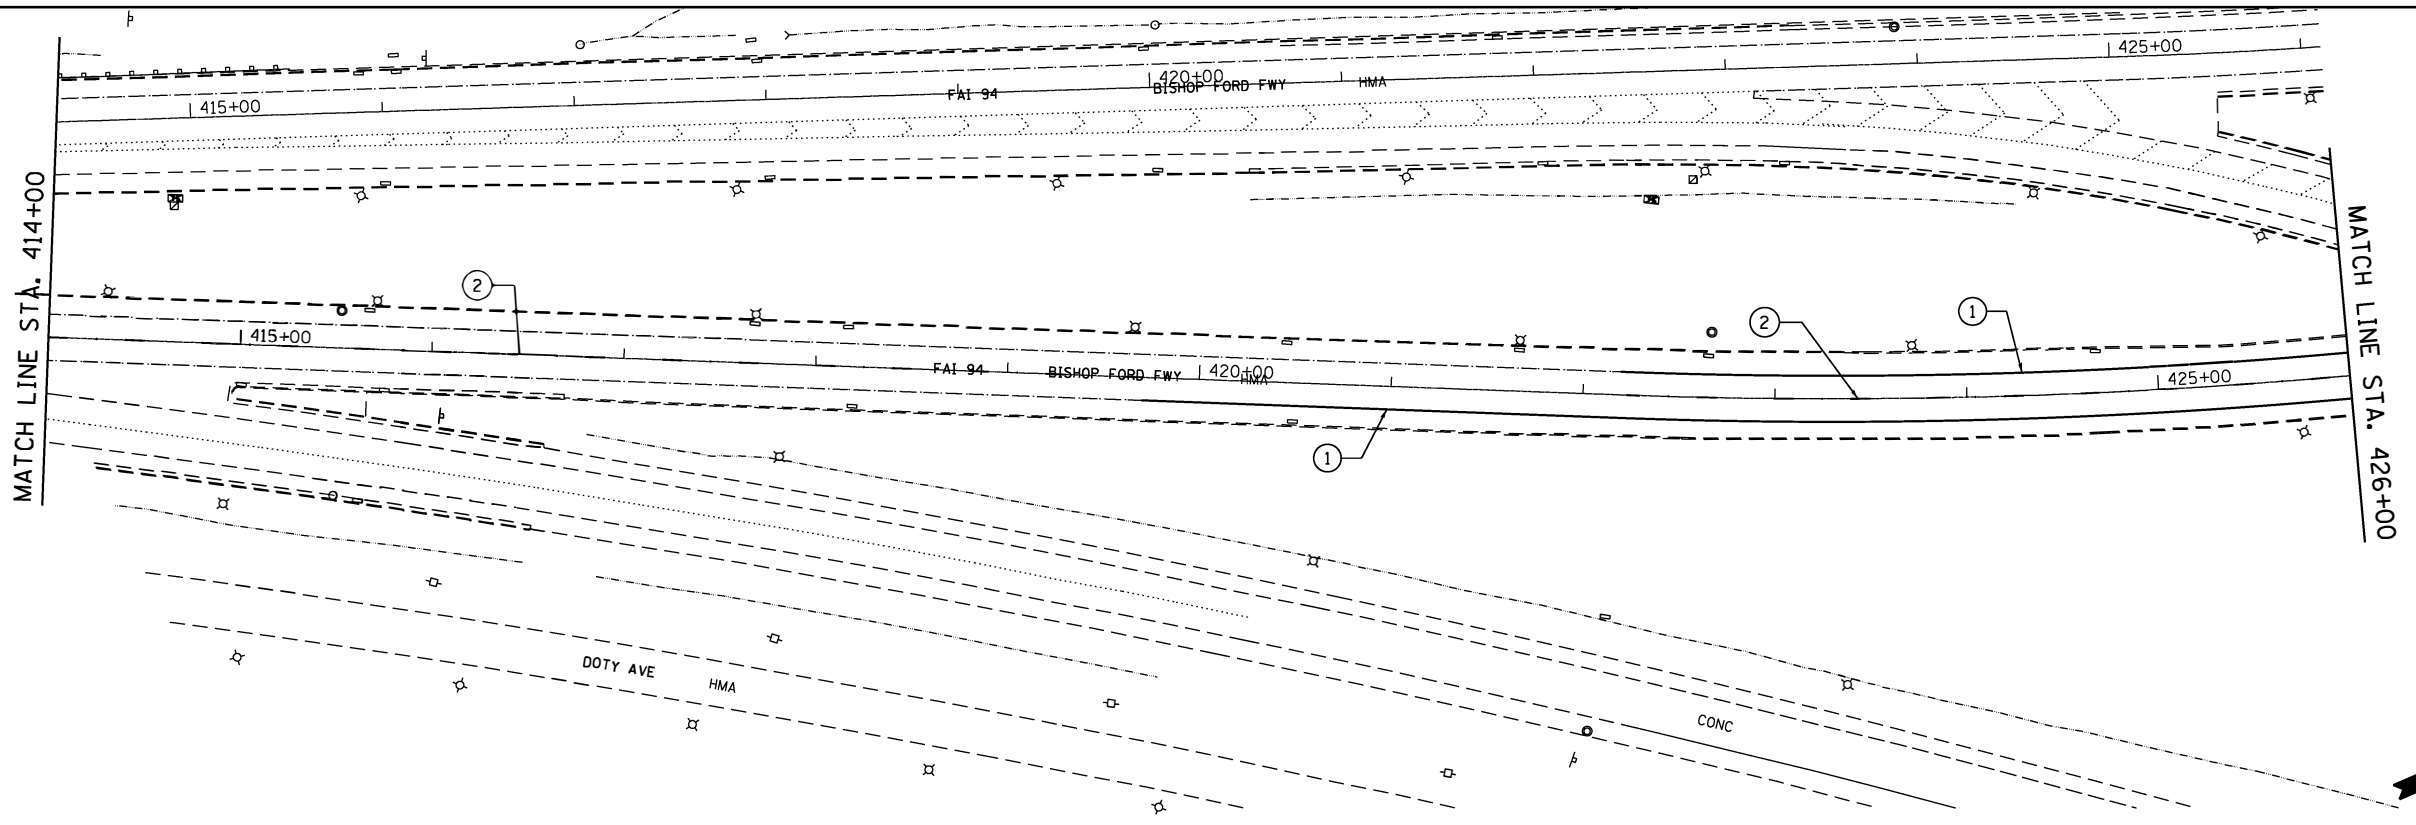 425+00
420+00
415+00
FAI 94
BISHOP FORD FWY
HMA
MATCH LINE STA. 414+00
MATCH LINE STA. 426+00
2
1
2
415+00
FAI 94
BISHOP FORD FWY
420+00
HMA
425+00
1
DOTY AVE
HMA
CONC